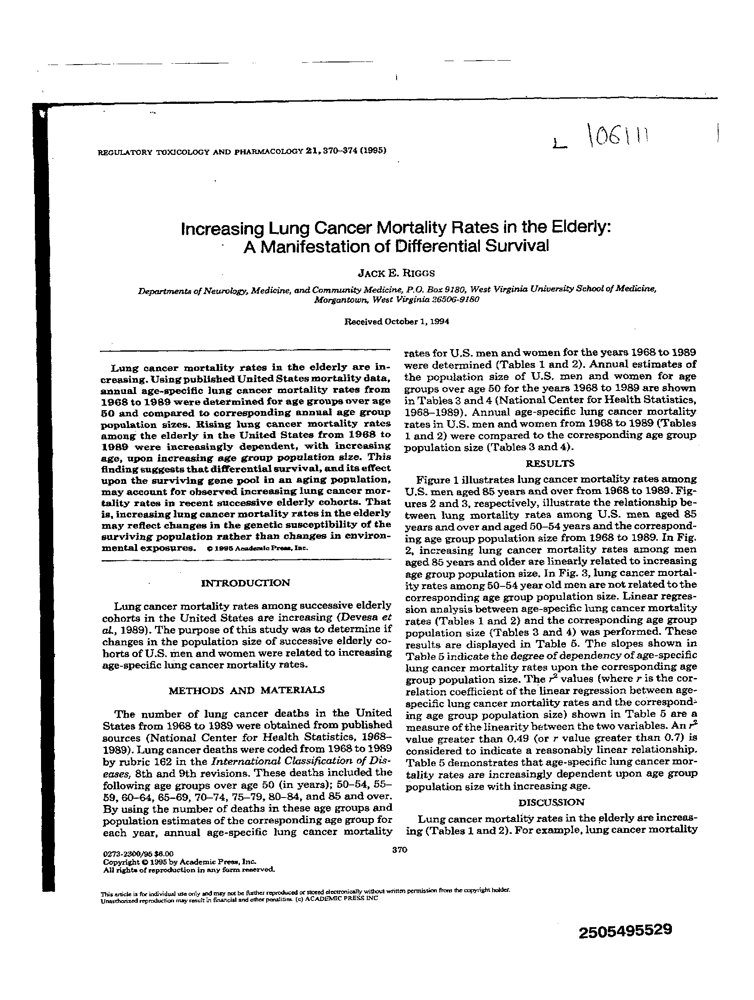 L 106111
REGULATORY TOXICOLOGY AND PHARMACOLOGY 21, 370–374 (1995)
Increasing Lung Cancer Mortality Rates in the Elderly:
A Manifestation of Differential Survival
JACK E. RIGGS
Departments of Neurology, Medicine, and Community Medicine, P.O. Box 9180, West Virginia University School of Medicine,
Morgantown, West Virginia 26506-9180
Received October 1, 1994
Lung cancer mortality rates in the elderly are in-
creasing. Using published United States mortality data,
annual age-specific lung cancer mortality rates from
1968 to 1989 were determined for age groups over age
50 and compared to corresponding annual age group
population sizes. Rising lung cancer mortality rates
among the elderly in the United States from 1968 to
1989 were increasingly dependent, with increasing
age, upon increasing age group population size. This
finding suggests that differential survival, and its effect
upon the surviving gene pool in an aging population,
may account for observed increasing lung cancer mor-
tality rates in recent successive elderly cohorts. That
is, increasing lung cancer mortality rates in the elderly
may reflect changes in the genetic susceptibility of the
surviving population rather than changes in environ-
mental exposures. © 1995 Academic Press, Inc.
INTRODUCTION
Lung cancer mortality rates among successive elderly
cohorts in the United States are increasing (Devesa et
al., 1989). The purpose of this study was to determine if
changes in the population size of successive elderly co-
horts of U.S. men and women were related to increasing
age-specific lung cancer mortality rates.
METHODS AND MATERIALS
The number of lung cancer deaths in the United
States from 1968 to 1989 were obtained from published
sources (National Center for Health Statistics, 1968–
1989). Lung cancer deaths were coded from 1968 to 1989
by rubric 162 in the International Classification of Dis-
eases, 8th and 9th revisions. These deaths included the
following age groups over age 50 (in years); 50–54, 55–
59, 60–64, 65–69, 70–74, 75–79, 80–84, and 85 and over.
By using the number of deaths in these age groups and
population estimates of the corresponding age group for
each year, annual age-specific lung cancer mortality
rates for U.S. men and women for the years 1968 to 1989
were determined (Tables 1 and 2). Annual estimates of
the population size of U.S. men and women for age
groups over age 50 for the years 1968 to 1989 are shown
in Tables 3 and 4 (National Center for Health Statistics,
1968–1989). Annual age-specific lung cancer mortality
rates in U.S. men and women from 1968 to 1989 (Tables
1 and 2) were compared to the corresponding age group
population size (Tables 3 and 4).
RESULTS
Figure 1 illustrates lung cancer mortality rates among
U.S. men aged 85 years and over from 1968 to 1989. Fig-
ures 2 and 3, respectively, illustrate the relationship be-
tween lung mortality rates among U.S. men aged 85
years and over and aged 50–54 years and the correspond-
ing age group population size from 1968 to 1989. In Fig.
2, increasing lung cancer mortality rates among men
aged 85 years and older are linearly related to increasing
age group population size. In Fig. 3, lung cancer mortal-
ity rates among 50–54 year old men are not related to the
corresponding age group population size. Linear regres-
sion analysis between age-specific lung cancer mortality
rates (Tables 1 and 2) and the corresponding age group
population size (Tables 3 and 4) was performed. These
results are displayed in Table 5. The slopes shown in
Table 5 indicate the degree of dependency of age-specific
lung cancer mortality rates upon the corresponding age
group population size. The r² values (where r is the cor-
relation coefficient of the linear regression between age-
specific lung cancer mortality rates and the correspond-
ing age group population size) shown in Table 5 are a
measure of the linearity between the two variables. An r²
value greater than 0.49 (or r value greater than 0.7) is
considered to indicate a reasonably linear relationship.
Table 5 demonstrates that age-specific lung cancer mor-
tality rates are increasingly dependent upon age group
population size with increasing age.
DISCUSSION
Lung cancer mortality rates in the elderly are increas-
ing (Tables 1 and 2). For example, lung cancer mortality
0273-2300/95 $6.00
Copyright © 1995 by Academic Press, Inc.
All rights of reproduction in any form reserved.
370
This article is for individual use only and may not be further reproduced or stored electronically without written permission from the copyright holder.
Unauthorized reproduction may result in financial and other penalties. (c) ACADEMIC PRESS INC
2505495529